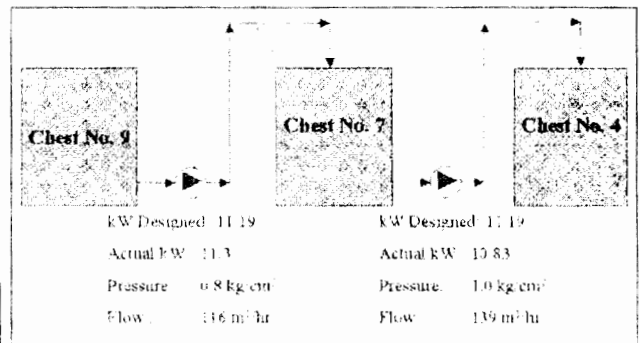 Chest No. 9
Chest No. 7
Chest No. 4
kW Designed: 11.19
Actual kW 11.3
Pressure 0.8 kg/cm²
Flow : 116 m³/hr
kW Designed: 11.19
Actual kW 10.83
Pressure. 1.0 kg/cm²
Flow 139 m³/hr